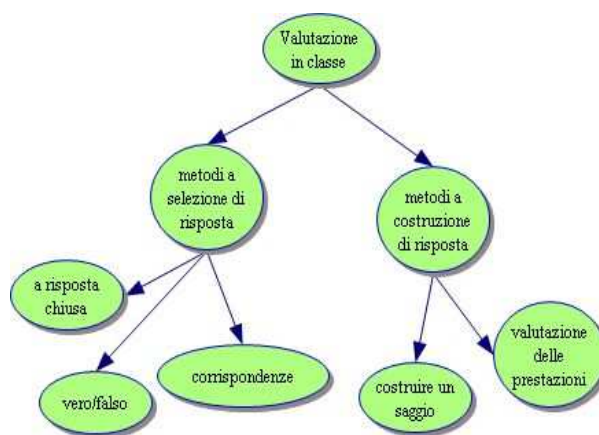 Valutazione
in classe
metodi a
selezione di
risposta
metodi a
costruzione
di risposta
a risposta
chiusa
vero/falso
corrispondenze
costruire un
saggio
valutazione
delle
prestazioni